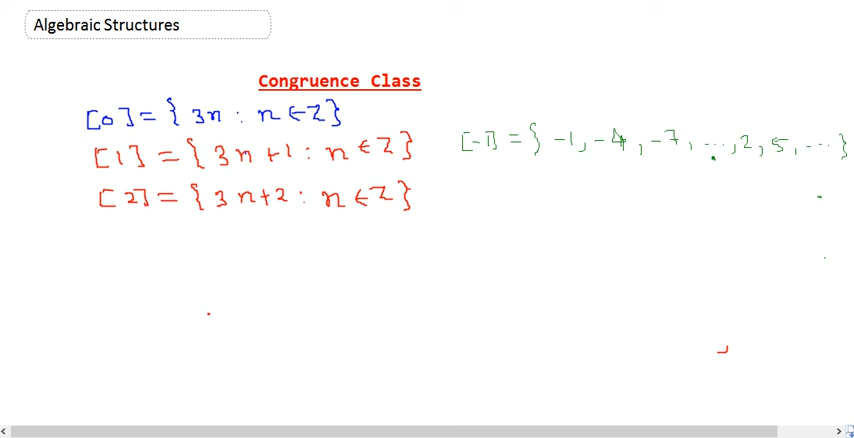 Algebraic Structures
Congruence Class
[0] = { 3n : n ∈ Z }
[1] = { 3n+1 : n ∈ Z }
[2] = { 3n+2 : n ∈ Z }
[-1] = { -1, -4, -7, ..., 2, 5, ... }